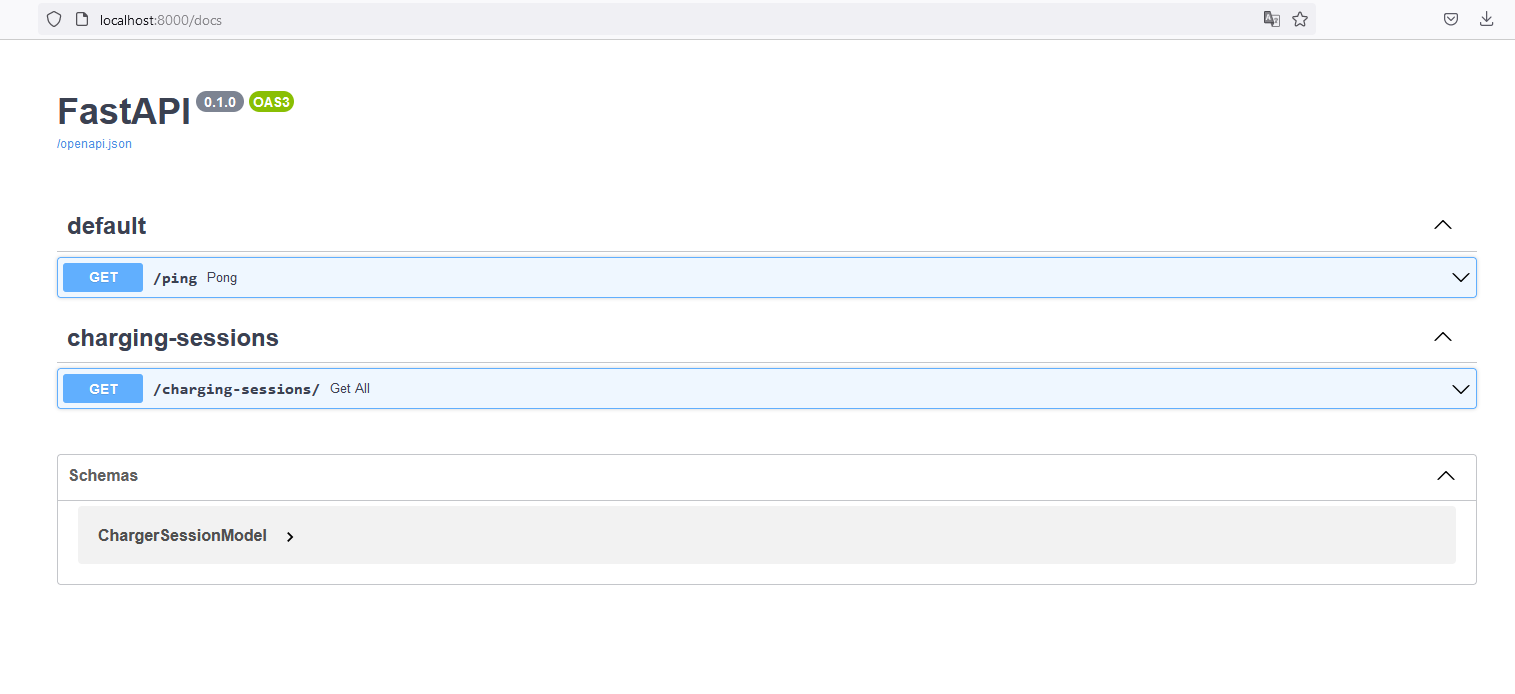 localhost:8000/docs
FastAPI 0.1.0 OAS3
/openapi.json
default
GET /ping Pong
charging-sessions
GET /charging-sessions/ Get All
Schemas
ChargerSessionModel